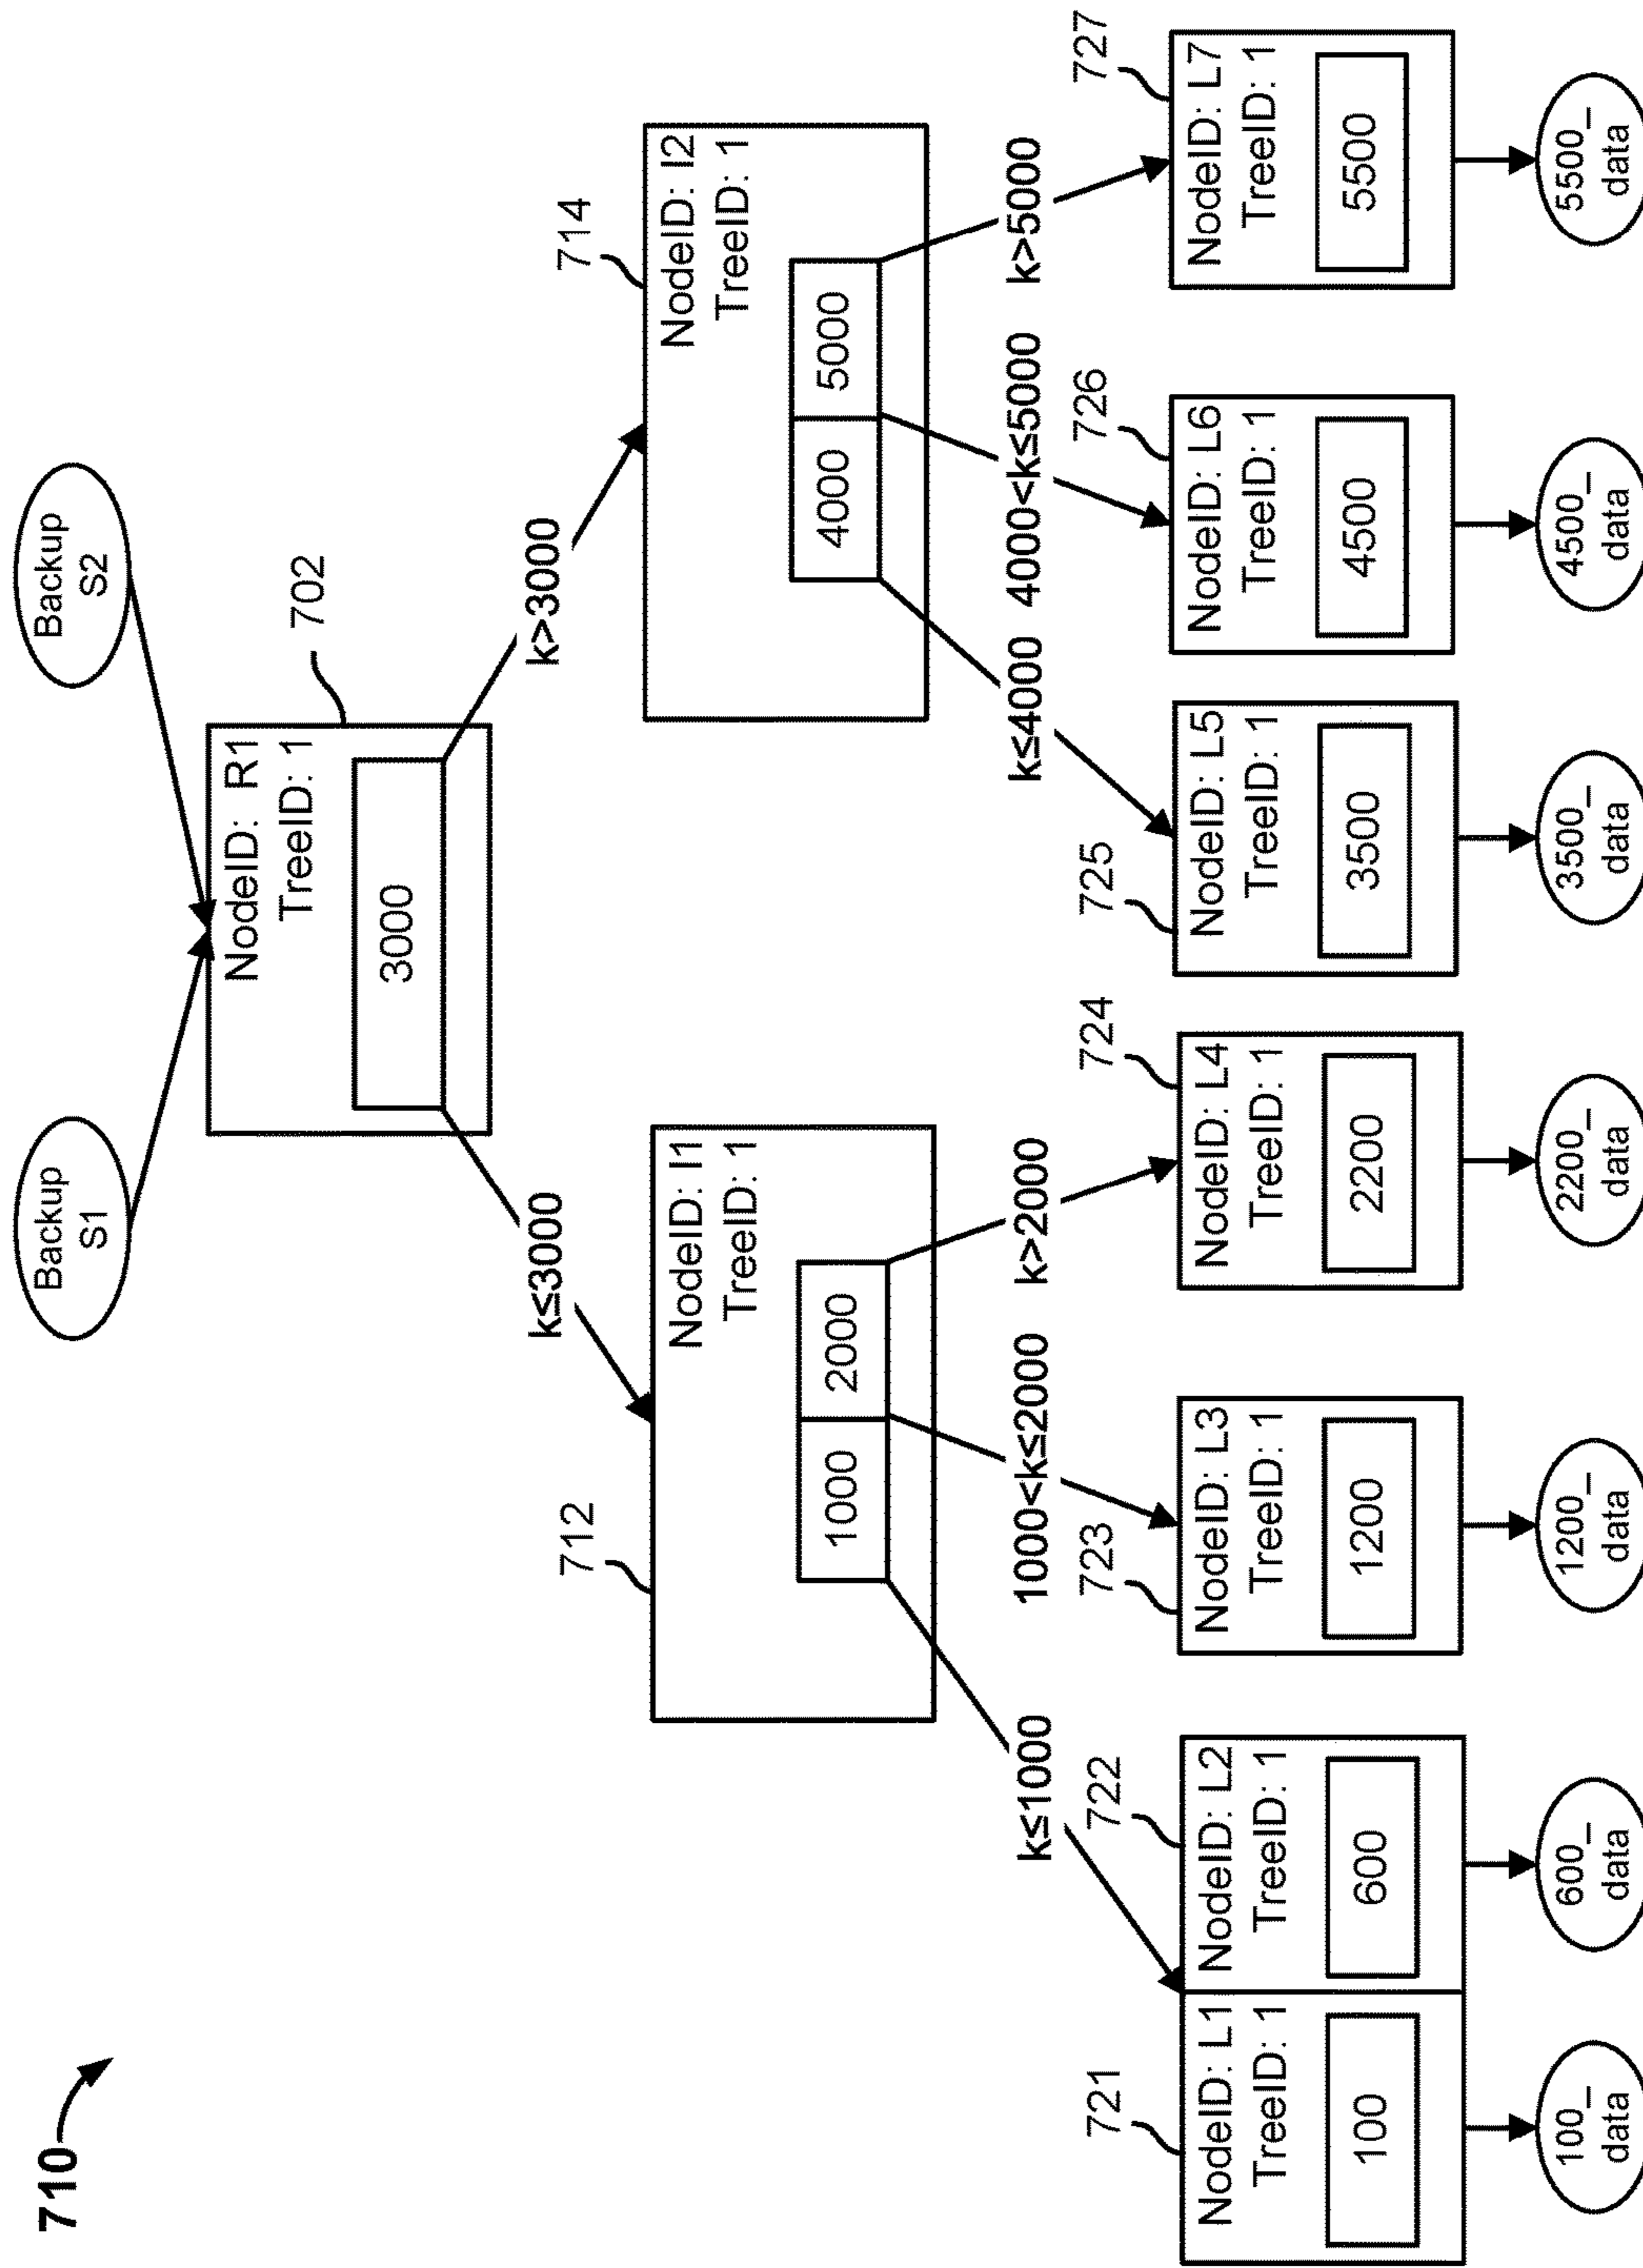 710
Backup
S1
Backup
S2
702
NodeID: R1
TreeID: 1
3000
k≤3000
k>3000
712
NodeID: I1
TreeID: 1
1000
2000
714
NodeID: I2
TreeID: 1
4000
5000
k≤1000
1000<k≤2000
k>2000
k≤4000
4000<k≤5000
k>5000
721
NodeID: L1
TreeID: 1
100
722
NodeID: L2
TreeID: 1
600
723
NodeID: L3
TreeID: 1
1200
724
NodeID: L4
TreeID: 1
2200
725
NodeID: L5
TreeID: 1
3500
726
NodeID: L6
TreeID: 1
4500
727
NodeID: L7
TreeID: 1
5500
100_
data
600_
data
1200_
data
2200_
data
3500_
data
4500_
data
5500_
data